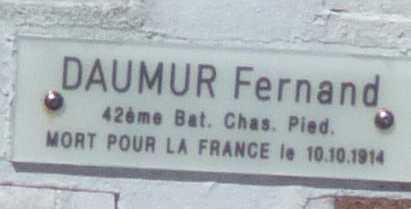 DAUMUR Fernand
42ème Bat. Chas. Pied.
MORT POUR LA FRANCE le 10.10.1914